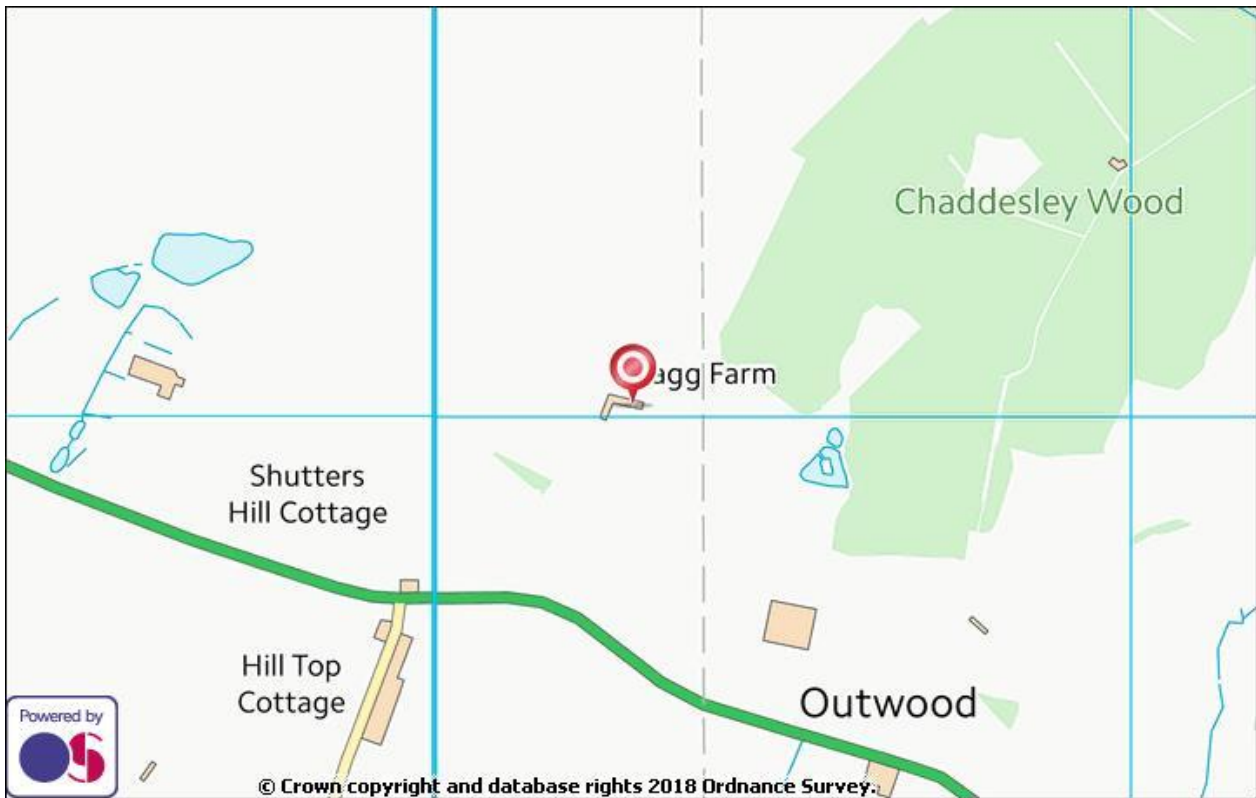 Chaddesley Wood
agg Farm
Shutters
Hill Cottage
Hill Top
Cottage
Outwood
Powered by
OS
© Crown copyright and database rights 2018 Ordnance Survey.